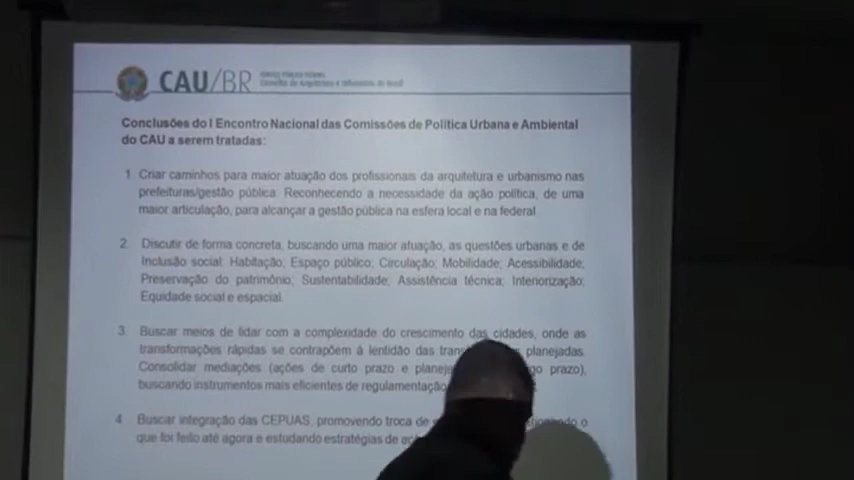 CAU/BR
Conselho de Arquitetura e Urbanismo do Brasil
Conclusões do I Encontro Nacional das Comissões de Política Urbana e Ambiental
do CAU a serem tratadas:
1. Criar caminhos para maior atuação dos profissionais da arquitetura e urbanismo nas
prefeituras/gestão pública. Reconhecendo a necessidade da ação política, de uma
maior articulação, para alcançar a gestão pública na esfera local e na federal.
2. Discutir de forma concreta, buscando uma maior atuação, as questões urbanas e de
Inclusão social: Habitação; Espaço público; Circulação; Mobilidade; Acessibilidade;
Preservação do patrimônio; Sustentabilidade; Assistência técnica; Interiorização;
Equidade social e espacial.
3. Buscar meios de lidar com a complexidade do crescimento das cidades, onde as
transformações rápidas se contrapõem à lentidão das planejadas.
Consolidar mediações (ações de curto prazo e prazo),
buscando instrumentos mais eficientes de regulamentação
4. Buscar integração das CEPUAS, promovendo troca de o
que foi feito até agora e estudando estratégias de